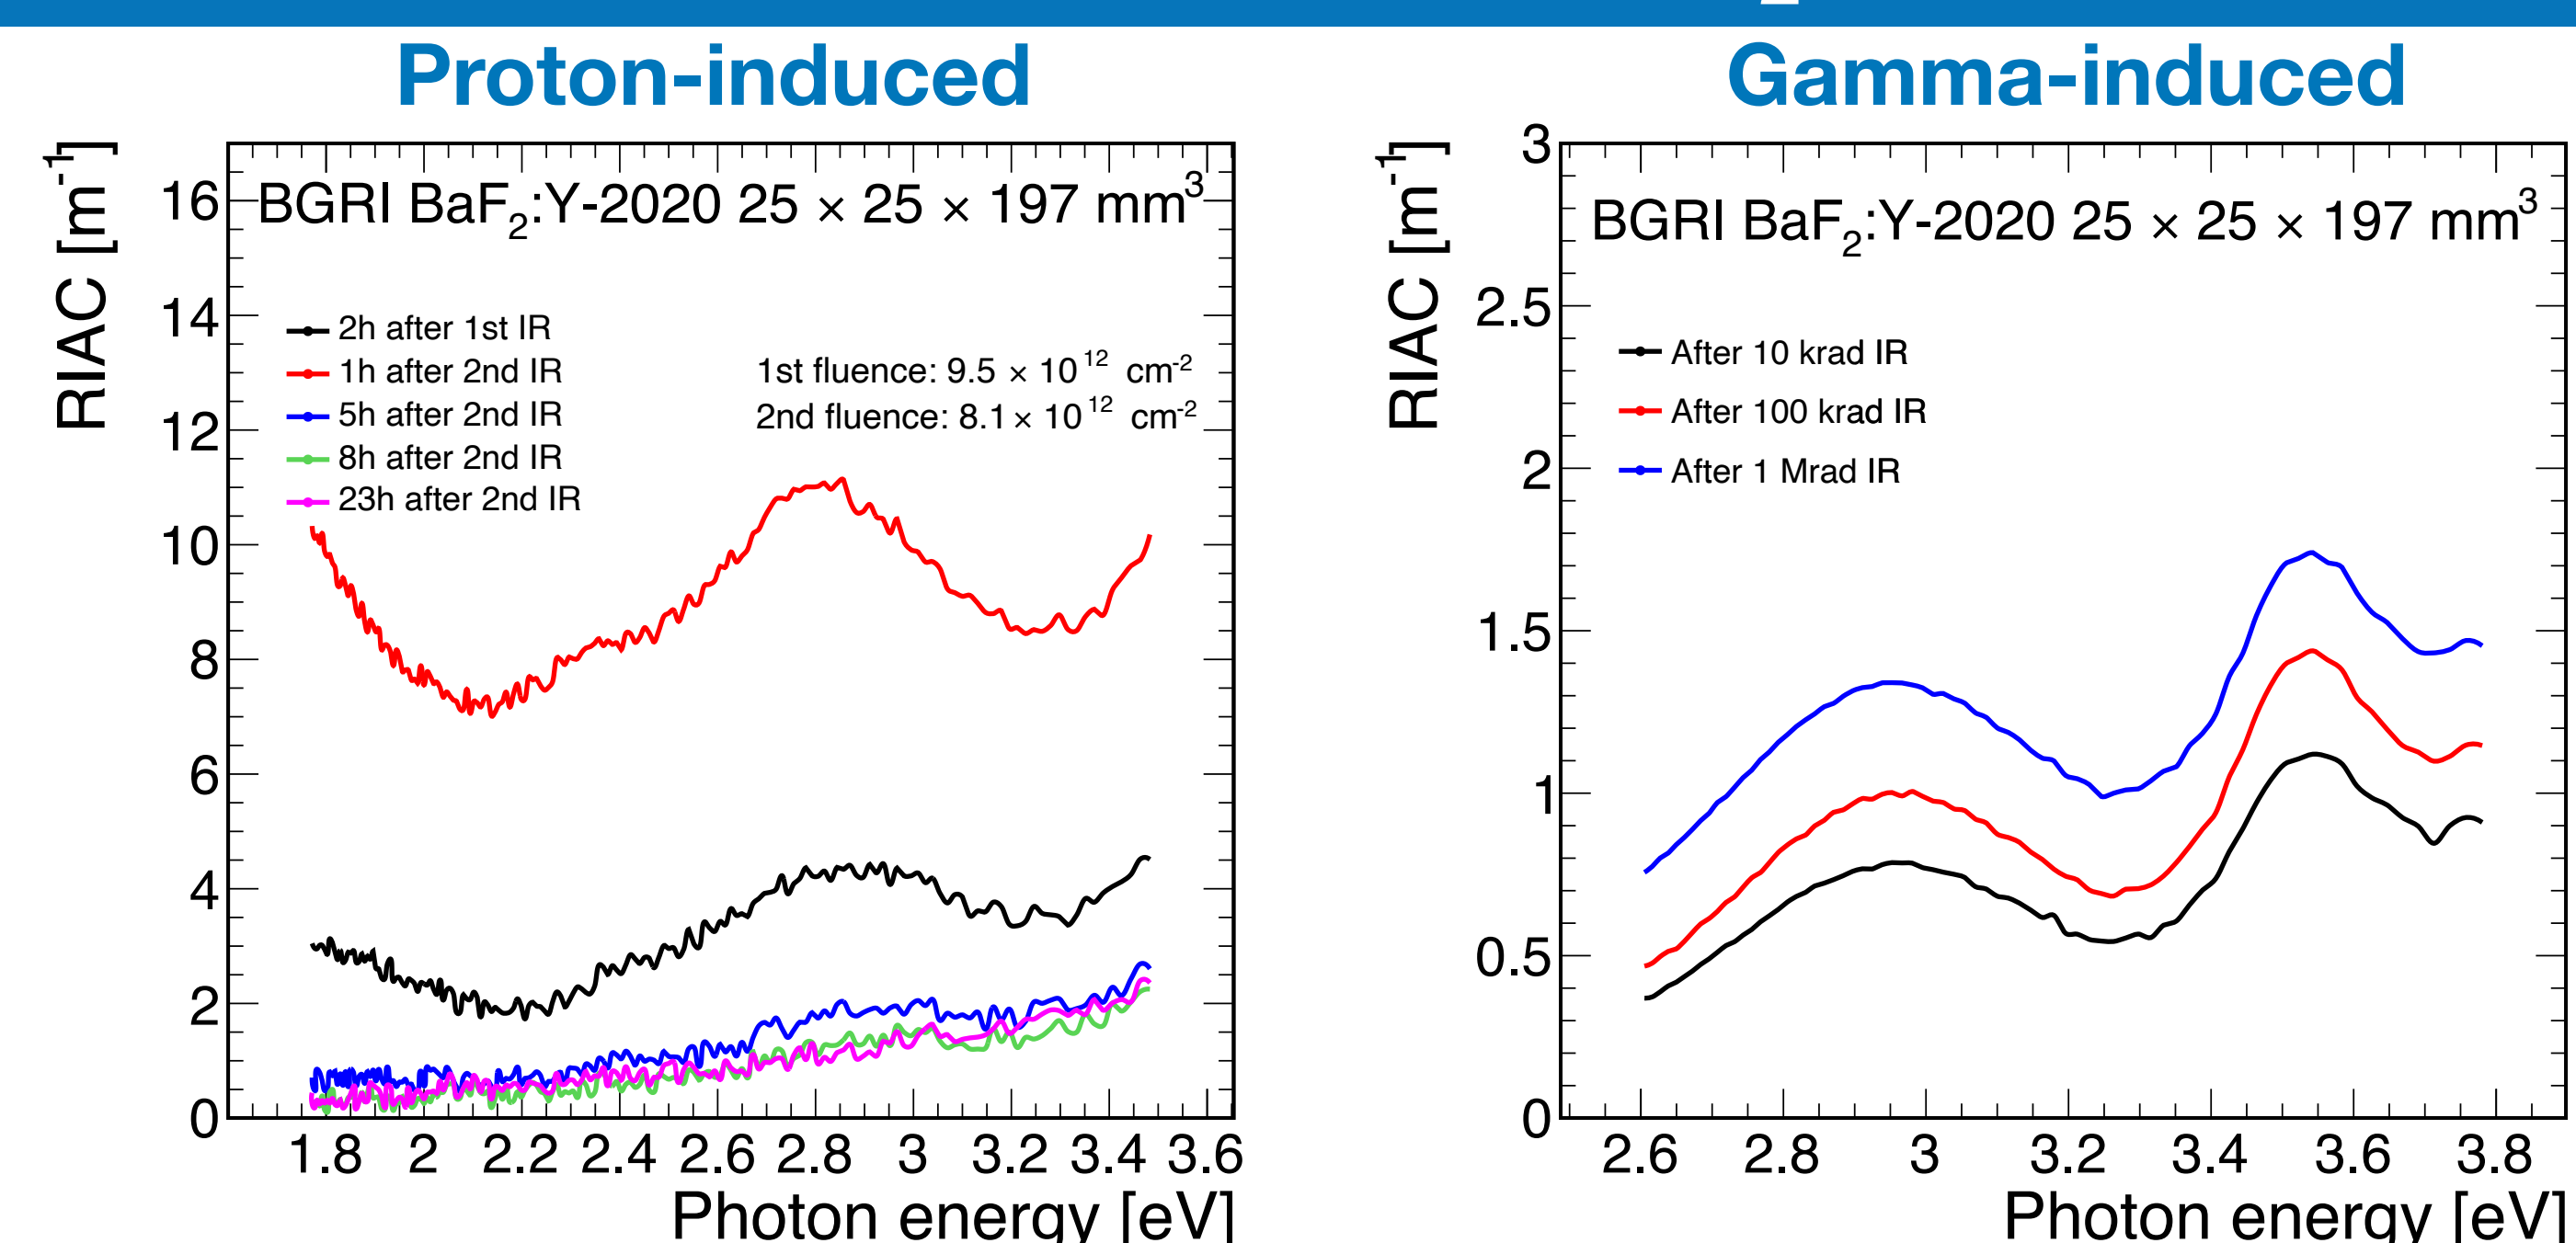 Proton-induced
RIAC [m⁻¹]
BGRI BaF₂:Y-2020 25 × 25 × 197 mm³
2h after 1st IR
1h after 2nd IR
5h after 2nd IR
8h after 2nd IR
23h after 2nd IR
1st fluence: 9.5 × 10¹² cm⁻²
2nd fluence: 8.1 × 10¹² cm⁻²
16
14
12
10
8
6
4
2
0
1.8 2 2.2 2.4 2.6 2.8 3 3.2 3.4 3.6
Photon energy [eV]
Gamma-induced
RIAC [m⁻¹]
BGRI BaF₂:Y-2020 25 × 25 × 197 mm³
After 10 krad IR
After 100 krad IR
After 1 Mrad IR
3
2.5
2
1.5
1
0.5
0
2.6 2.8 3 3.2 3.4 3.6 3.8
Photon energy [eV]